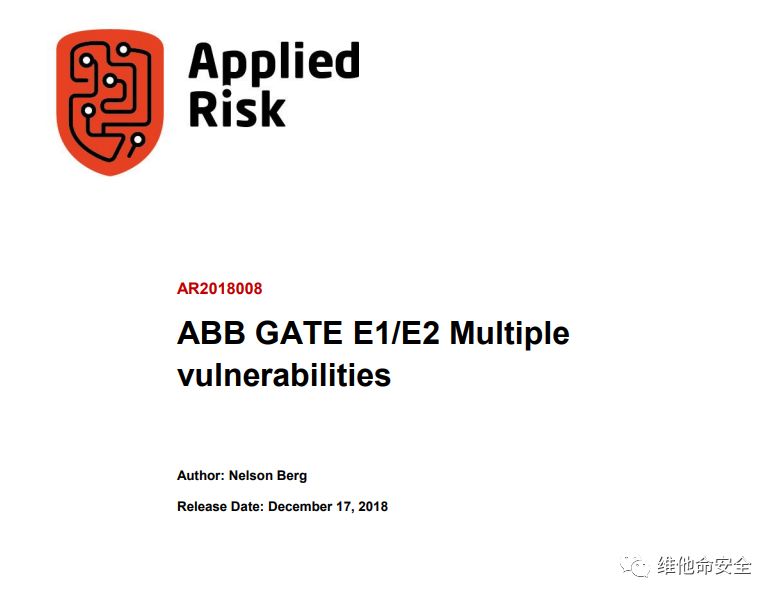 Applied
Risk
AR2018008
ABB GATE E1/E2 Multiple
vulnerabilities
Author: Nelson Berg
Release Date: December 17, 2018
维他命安全